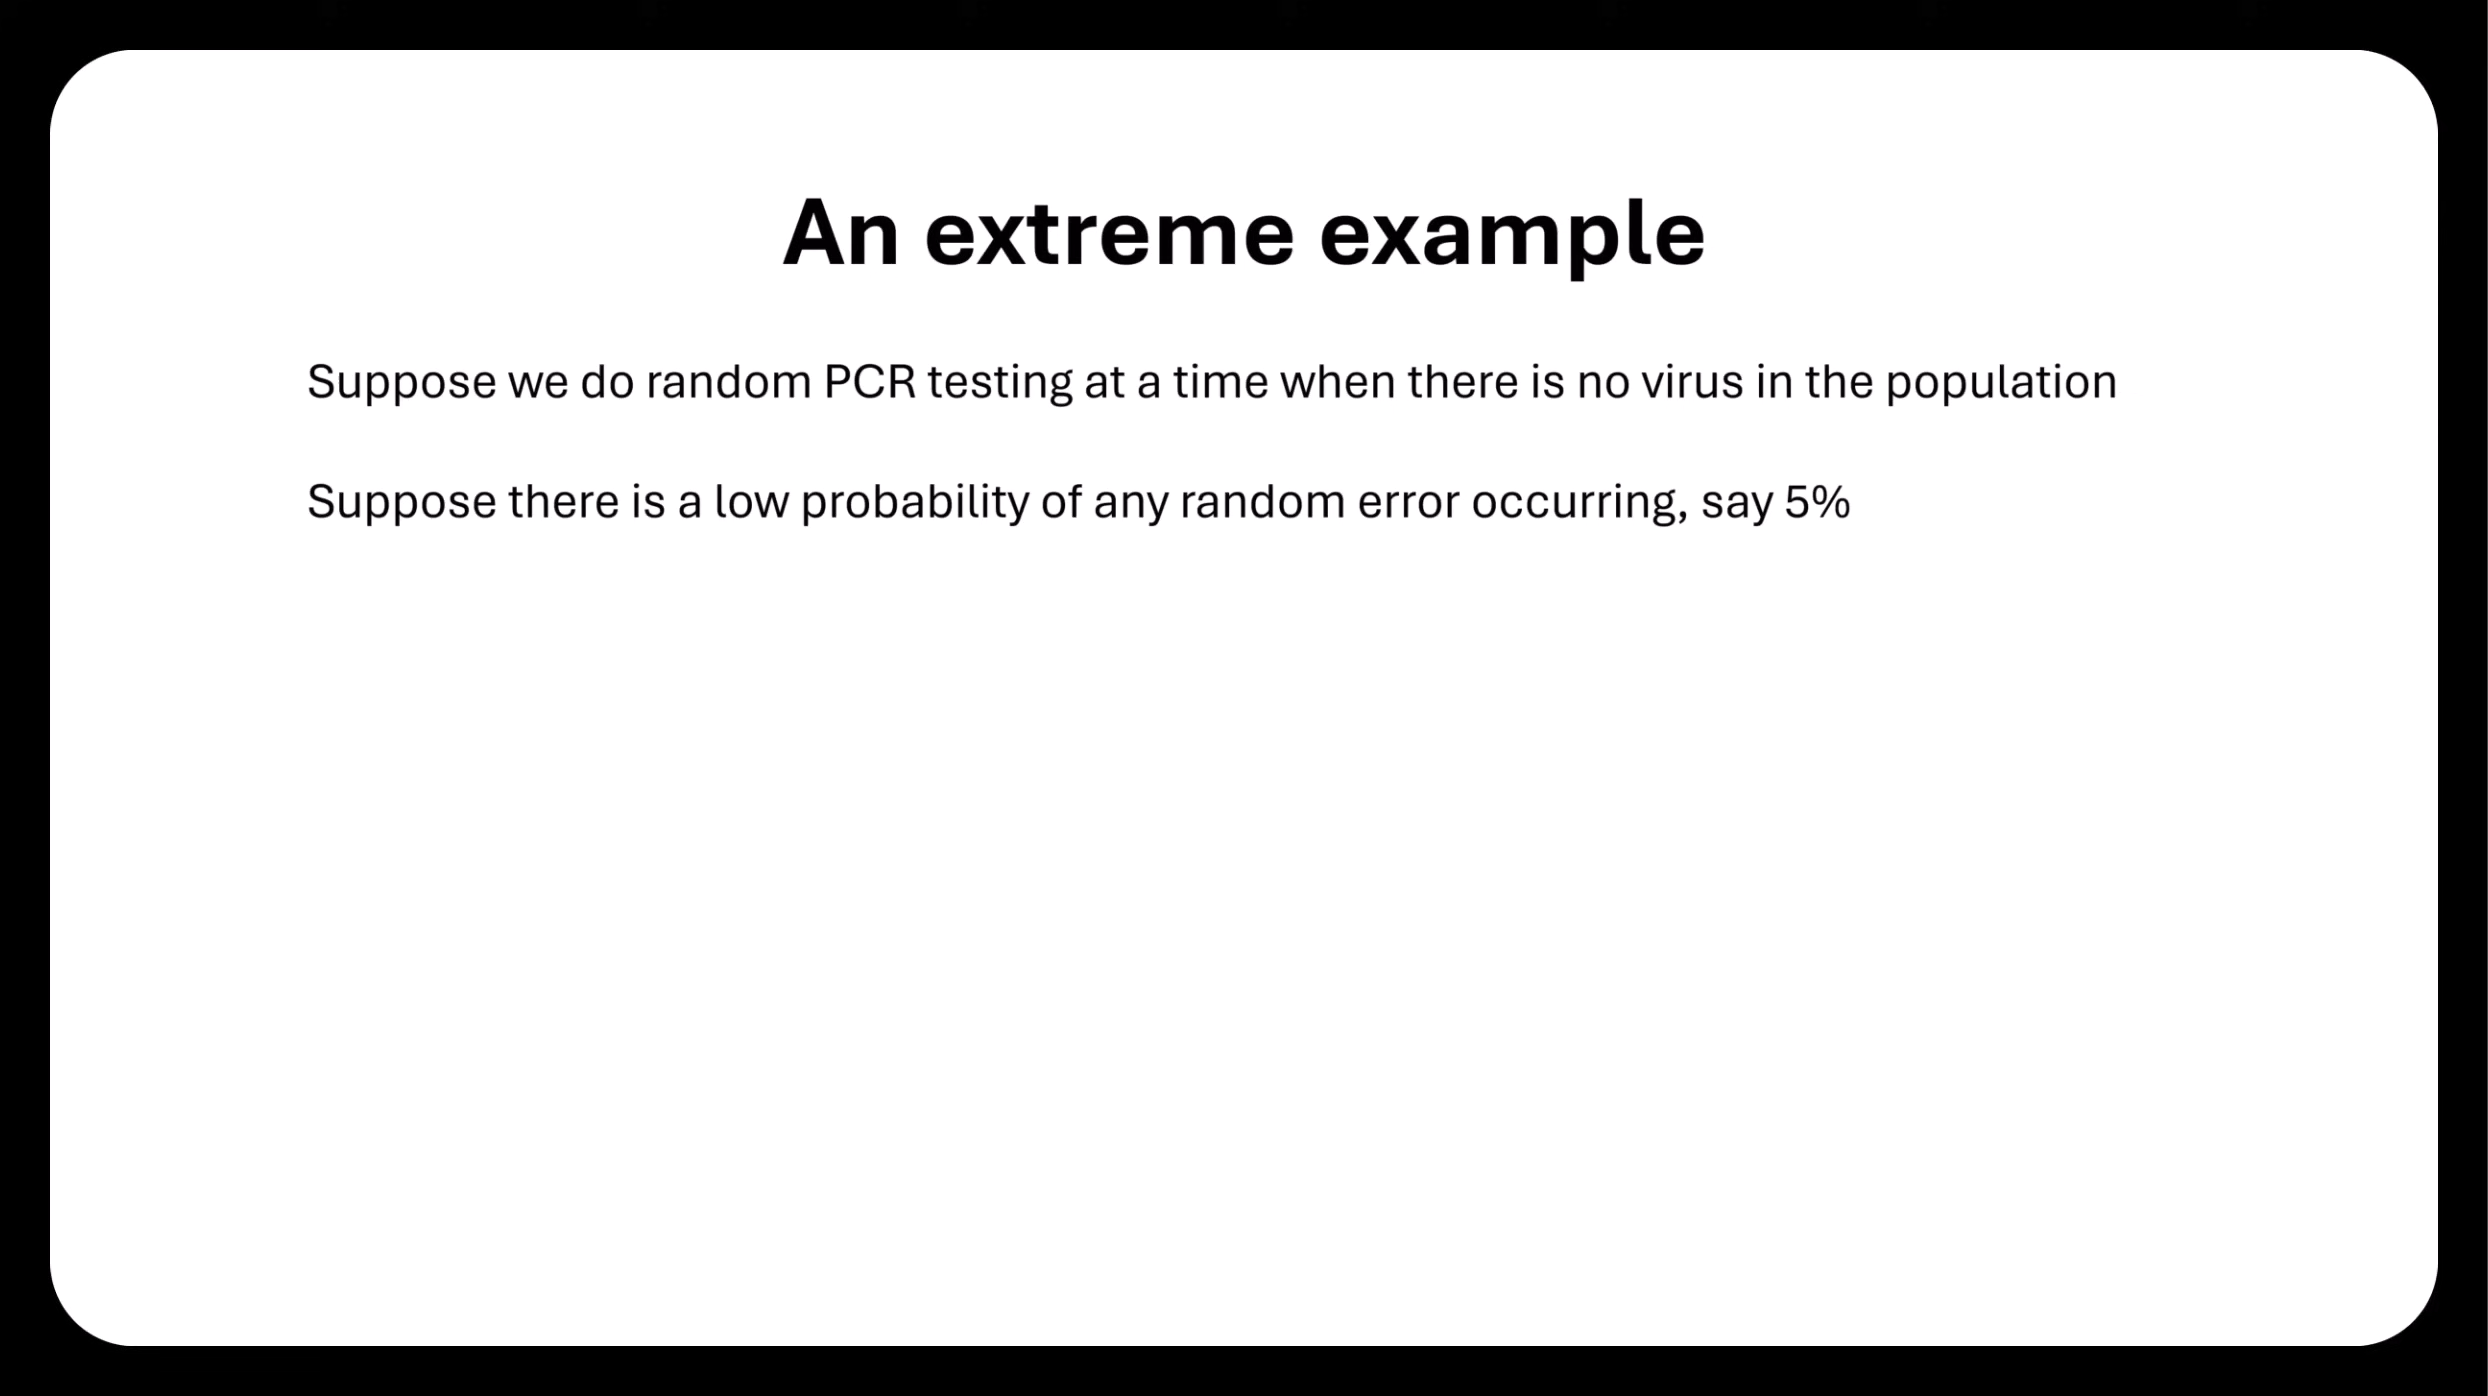 An extreme example
Suppose we do random PCR testing at a time when there is no virus in the population
Suppose there is a low probability of any random error occurring, say 5%